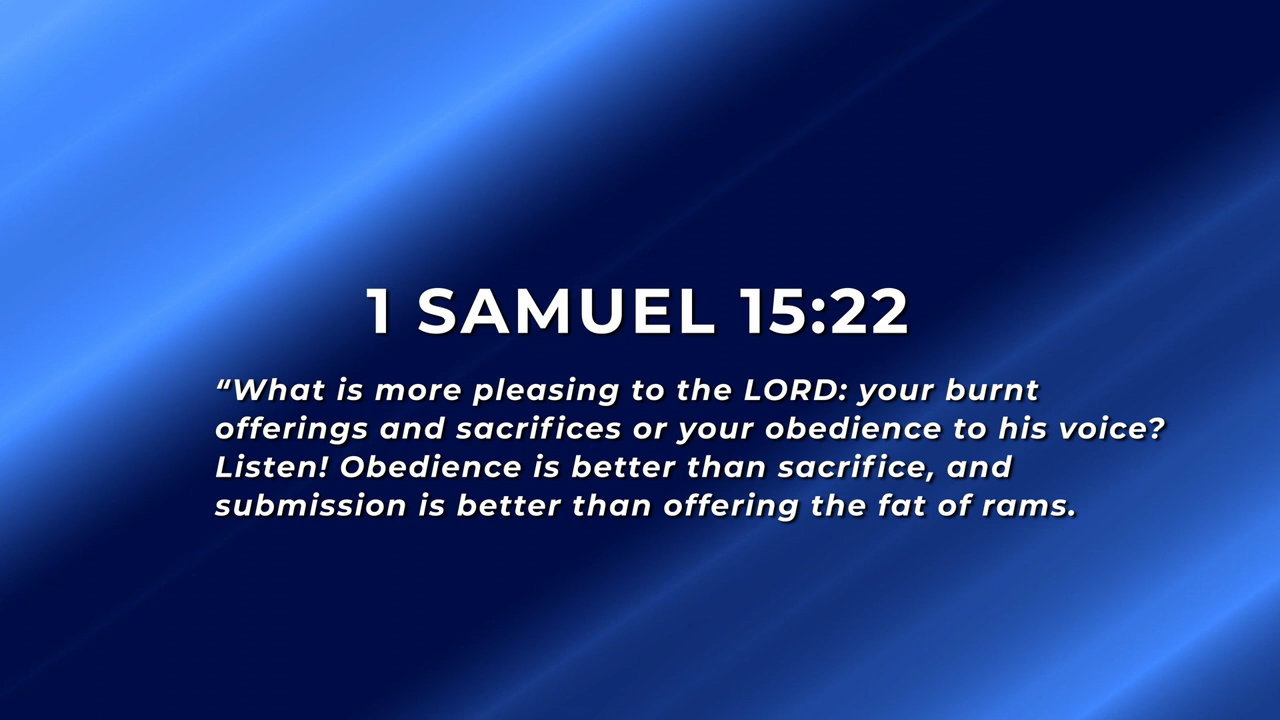 1 SAMUEL 15:22
“What is more pleasing to the LORD: your burnt
offerings and sacrifices or your obedience to his voice?
Listen! Obedience is better than sacrifice, and
submission is better than offering the fat of rams.